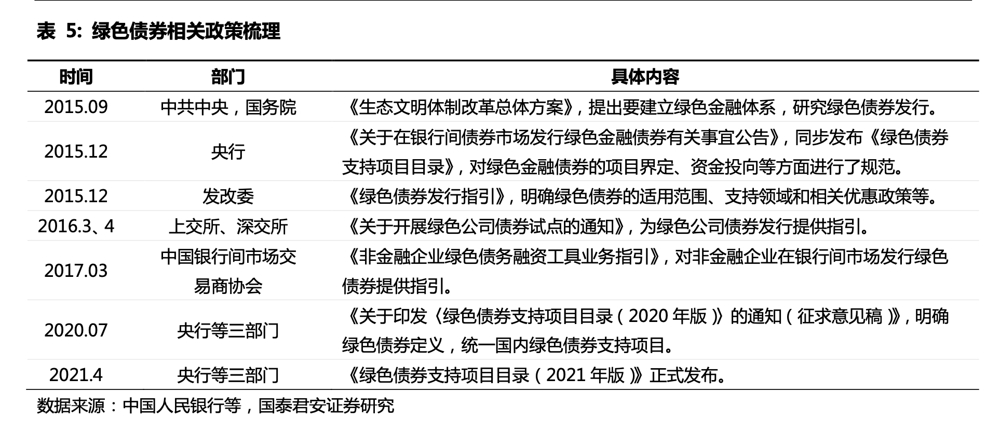 表 5: 绿色债券相关政策梳理
时间 部门 具体内容
2015.09 中共中央，国务院 《生态文明体制改革总体方案》，提出要建立绿色金融体系，研究绿色债券发行。
2015.12 央行 《关于在银行间债券市场发行绿色金融债券有关事宜公告》，同步发布《绿色债券
支持项目目录》，对绿色金融债券的项目界定、资金投向等方面进行了规范。
2015.12 发改委 《绿色债券发行指引》，明确绿色债券的适用范围、支持领域和相关优惠政策等。
2016.3、4 上交所、深交所 《关于开展绿色公司债券试点的通知》，为绿色公司债券发行提供指引。
2017.03 中国银行间市场交 《非金融企业绿色债务融资工具业务指引》，对非金融企业在银行间市场发行绿色
易商协会 债券提供指引。
2020.07 央行等三部门 《关于印发〈绿色债券支持项目目录（2020 年版）〉的通知（征求意见稿）》，明确
绿色债券定义，统一国内绿色债券支持项目。
2021.4 央行等三部门 《绿色债券支持项目目录（2021 年版）》正式发布。
数据来源：中国人民银行等，国泰君安证券研究